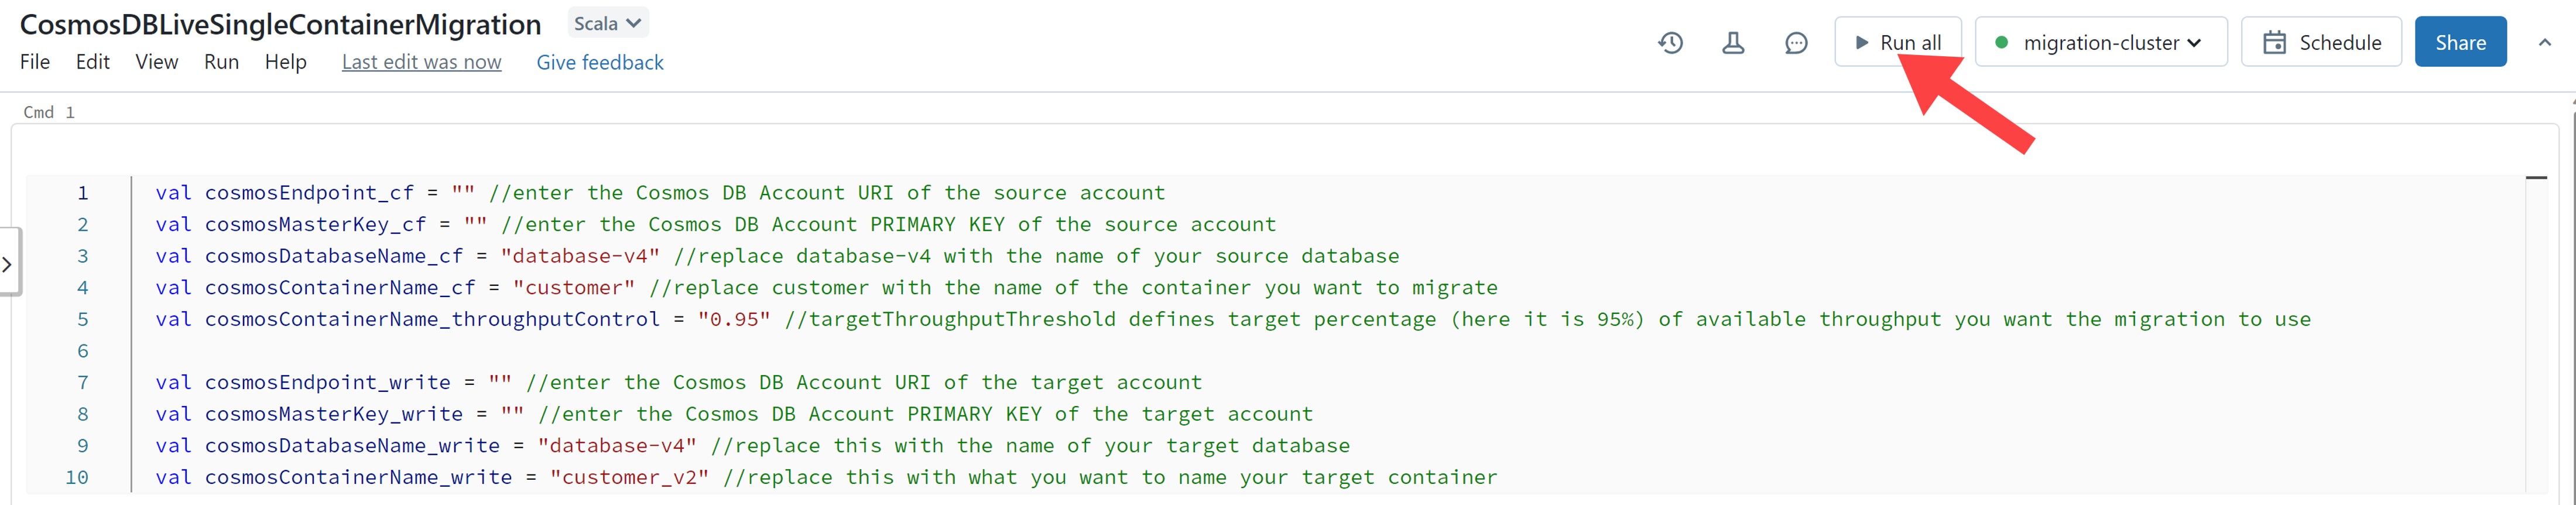 CosmosDBLiveSingleContainerMigration Scala
File Edit View Run Help Last edit was now Give feedback
Run all migration-cluster Schedule Share
Cmd 1
1 val cosmosEndpoint_cf = "" //enter the Cosmos DB Account URI of the source account
2 val cosmosMasterKey_cf = "" //enter the Cosmos DB Account PRIMARY KEY of the source account
3 val cosmosDatabaseName_cf = "database-v4" //replace database-v4 with the name of your source database
4 val cosmosContainerName_cf = "customer" //replace customer with the name of the container you want to migrate
5 val cosmosContainerName_throughputControl = "0.95" //targetThroughputThreshold defines target percentage (here it is 95%) of available throughput you want the migration to use
6
7 val cosmosEndpoint_write = "" //enter the Cosmos DB Account URI of the target account
8 val cosmosMasterKey_write = "" //enter the Cosmos DB Account PRIMARY KEY of the target account
9 val cosmosDatabaseName_write = "database-v4" //replace this with the name of your target database
10 val cosmosContainerName_write = "customer_v2" //replace this with what you want to name your target container